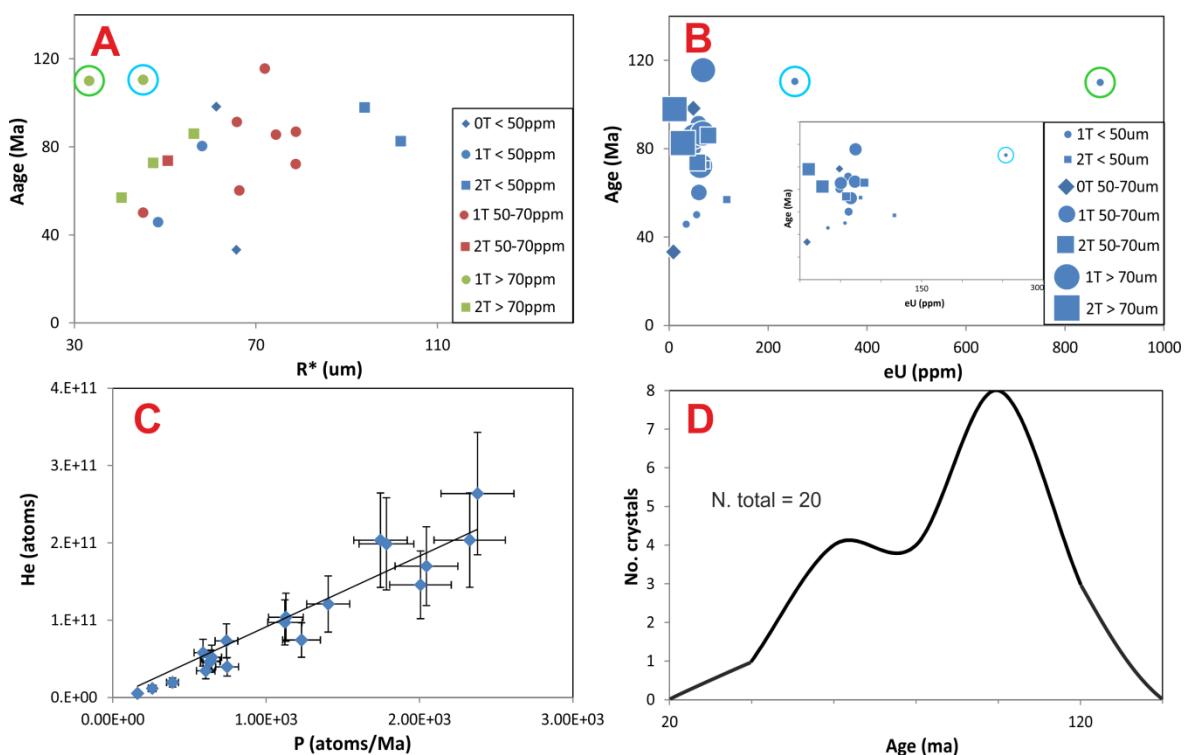 A
120
80
40
0
30
70
110
Aage (Ma)
R* (um)
0T < 50ppm
1T < 50ppm
2T < 50ppm
1T 50-70ppm
2T 50-70ppm
1T > 70ppm
2T > 70ppm
B
120
80
40
0
0
200
400
600
800
1000
Age (Ma)
eU (ppm)
Age (Ma)
150
300
eU (ppm)
1T < 50um
2T < 50um
0T 50-70um
1T 50-70um
2T 50-70um
1T > 70um
2T > 70um
C
4.E+11
3.E+11
2.E+11
1.E+11
0.E+00
0.00E+00
1.00E+03
2.00E+03
3.00E+03
He (atoms)
P (atoms/Ma)
D
N. total = 20
8
7
6
5
4
3
2
1
0
20
120
No. crystals
Age (ma)